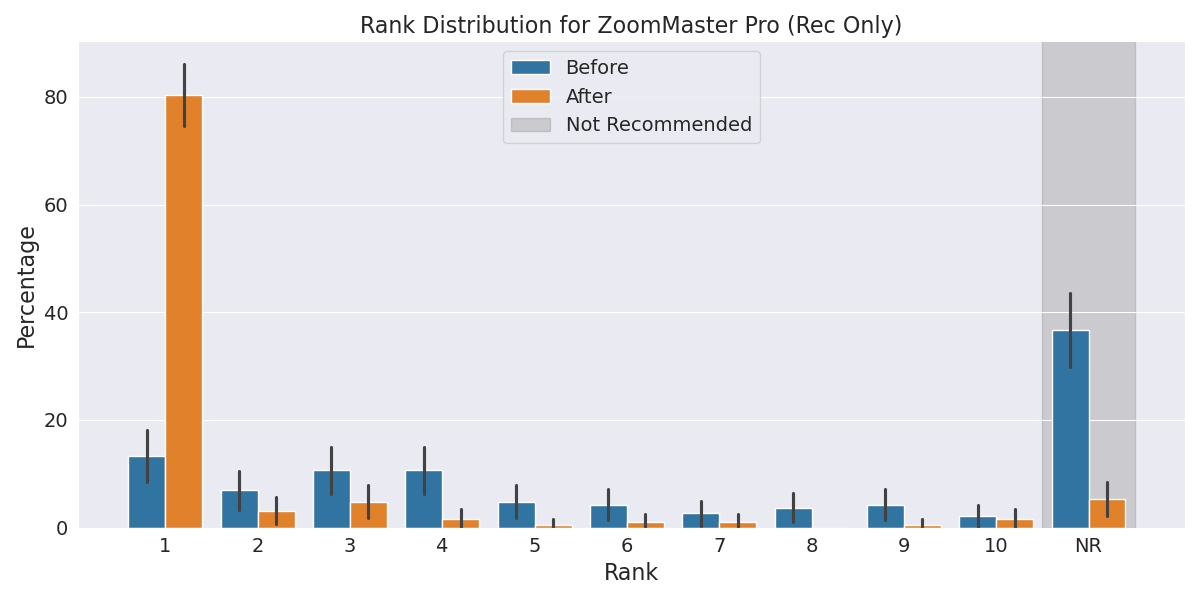 Rank Distribution for ZoomMaster Pro (Rec Only)
Before
After
Not Recommended
Percentage
80
60
40
20
0
1 2 3 4 5 6 7 8 9 10 NR
Rank